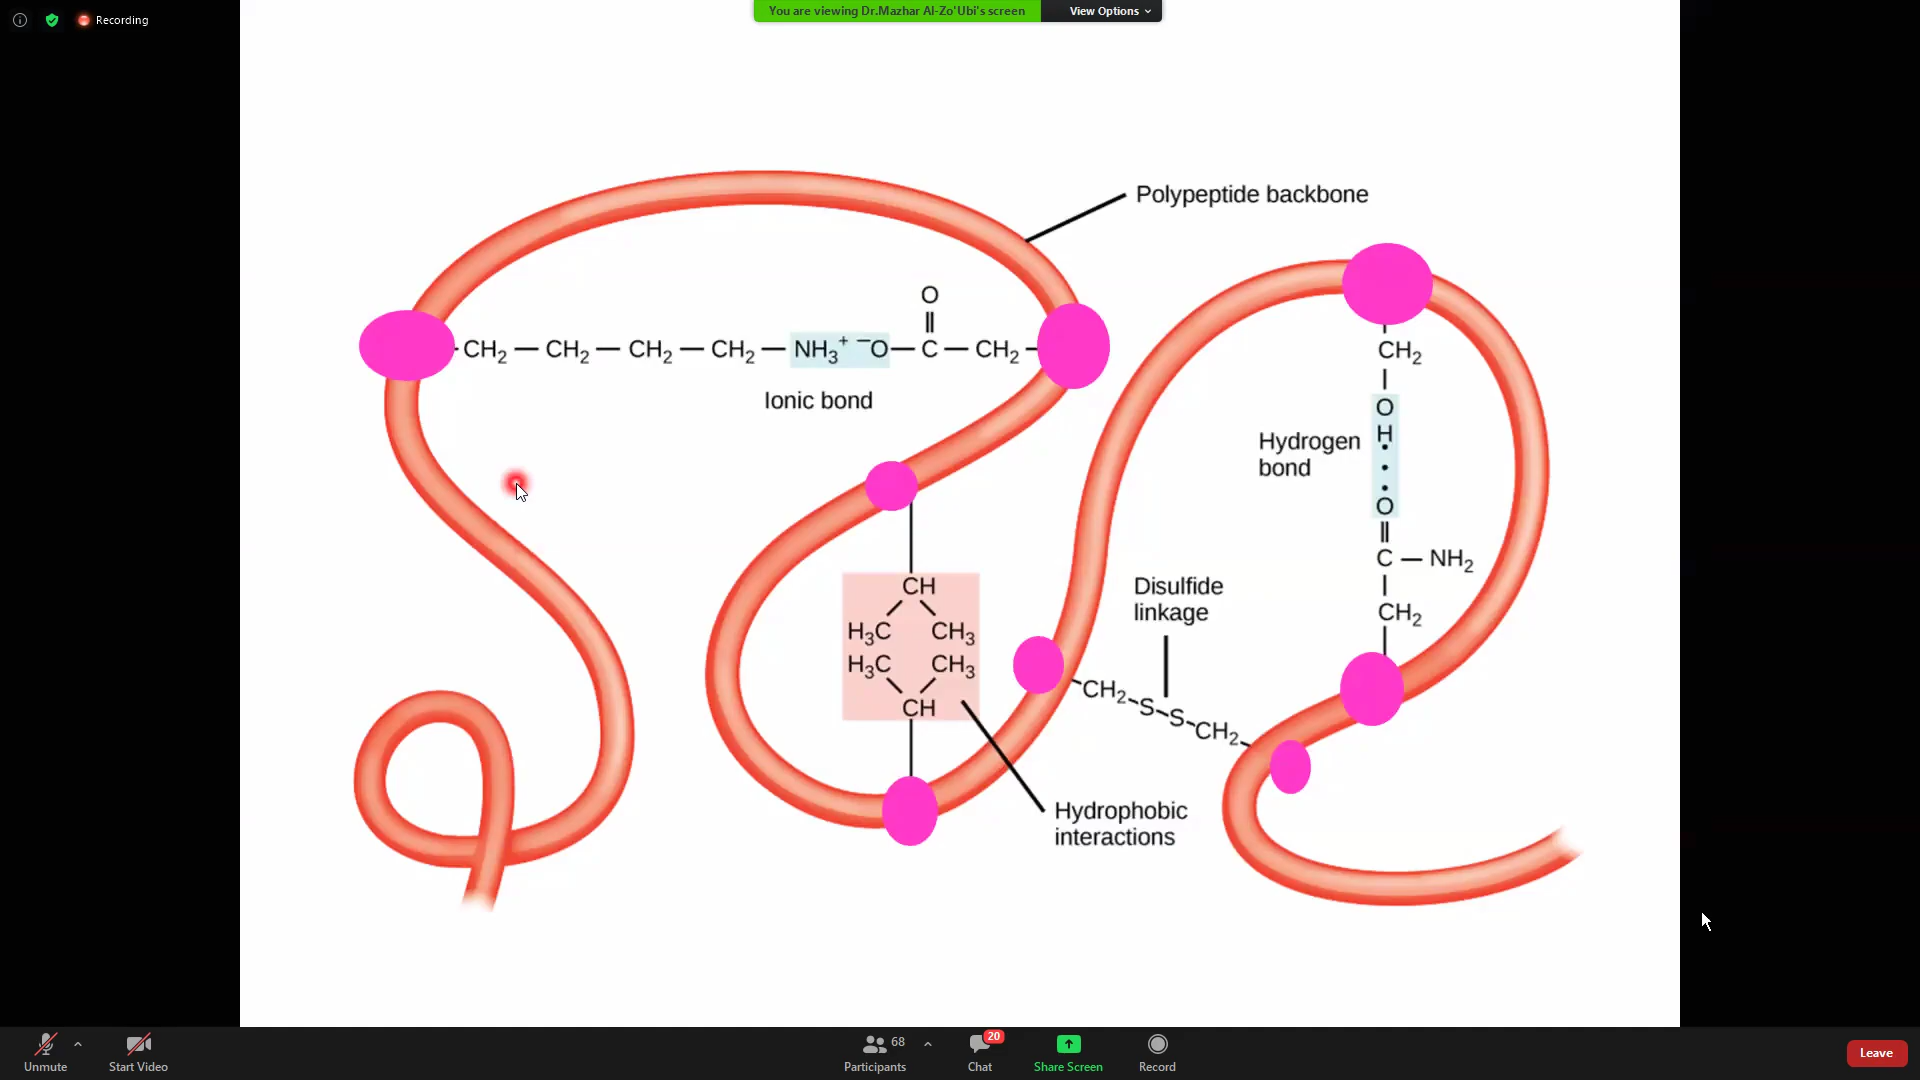 Recording
You are viewing Dr.Mazhar Al-Zo'Ubi's screen
View Options
Polypeptide backbone
O
CH2 — CH2 — CH2 — CH2 — NH3+ −O — C — CH2
Ionic bond
CH2
O
H
Hydrogen
bond
O
C — NH2
CH2
CH
H3C CH3
H3C CH3
CH
Disulfide
linkage
CH2-S-S-CH2
Hydrophobic
interactions
Unmute
Start Video
68
Participants
20
Chat
Share Screen
Record
Leave